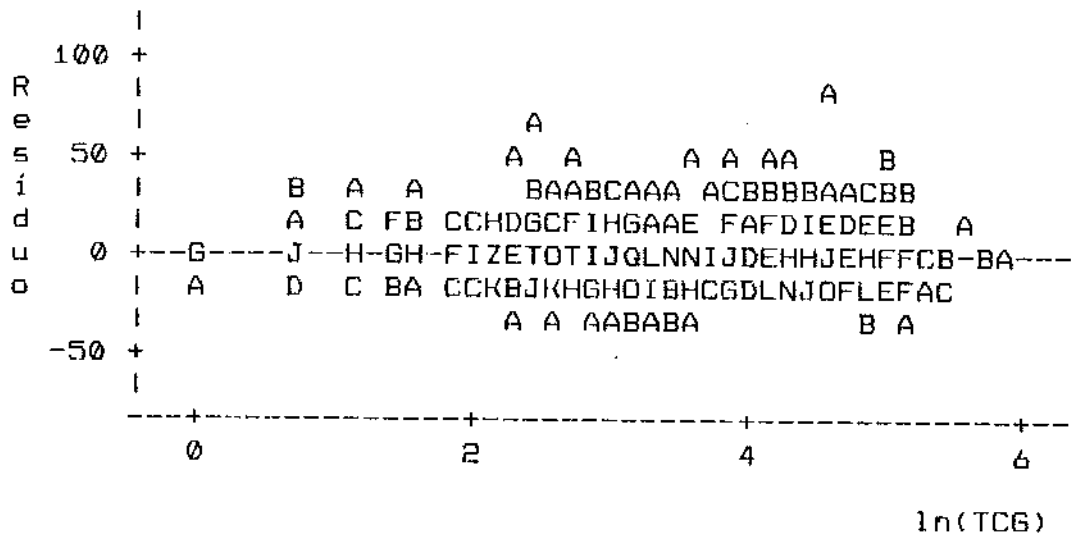 100
50
0
-50
Resíduo
A
A
A A A A AA B
B A A BAABCAAA ACBBBBAACBB
A C FB CCHDGCFIHGAAE FAFDIEDEEB A
+---G------J---H-GH--FIZETOTIJQLNNIJDEHHJEHFFCB-BA----
A D C BA CCKBJKHGHOIBHCGDLNJOFLEFAC
A A AABABA B A
0 2 4 6
ln(TCG)